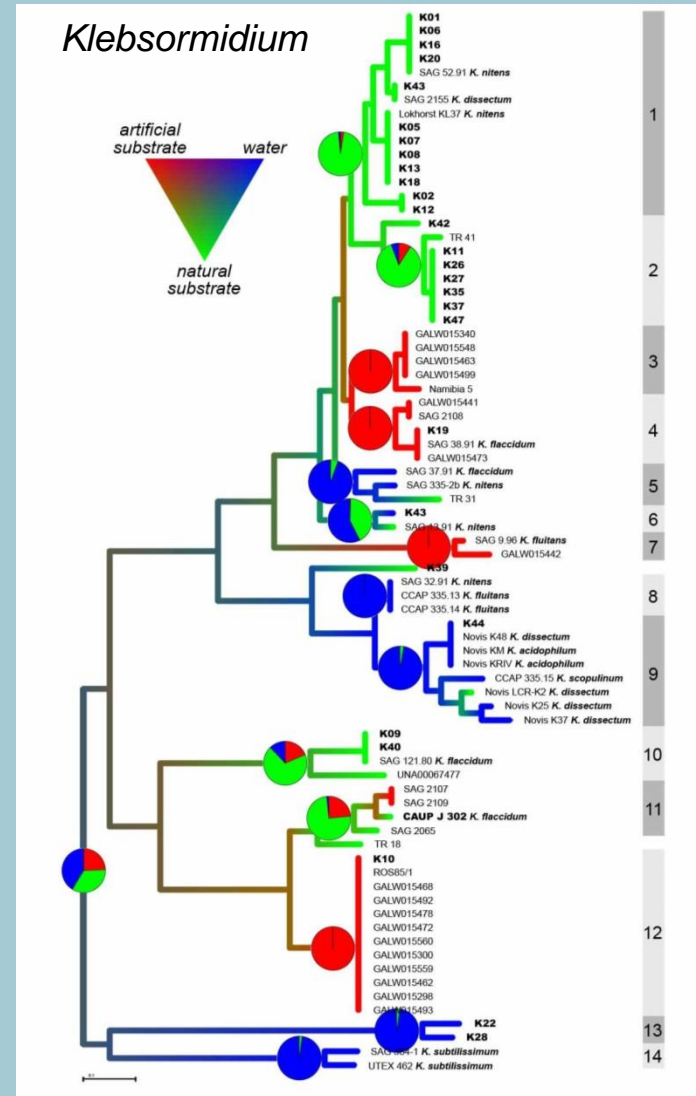 Klebsormidium
artificial
substrate
water
natural
substrate
K01
K06
K16
K20
SAG 52.91 K. nitens
K43
SAG 2155 K. dissectum
Lokhorst KL37 K. nitens
K05
K07
K08
K13
K18
K02
K12
1
K42
TR 41
K11
K26
K27
K35
K37
K47
2
GALW015340
GALW015548
GALW015463
GALW015499
Namibia 5
3
GALW015441
SAG 2108
K19
SAG 38.91 K. flaccidum
GALW015473
4
SAG 37.91 K. flaccidum
SAG 335-2b K. nitens
TR 31
5
K43
SAG 13.91 K. nitens
6
SAG 9.96 K. fluitans
GALW015442
7
K39
SAG 32.91 K. nitens
CCAP 335.13 K. fluitans
CCAP 335.14 K. fluitans
8
K44
Novis K48 K. dissectum
Novis KM K. acidophilum
Novis KRIV K. acidophilum
CCAP 335.15 K. scopulinum
Novis LCR-K2 K. dissectum
Novis K25 K. dissectum
Novis K37 K. dissectum
9
K09
K40
SAG 121.80 K. flaccidum
UNA00067477
10
SAG 2107
SAG 2109
CAUP J 302 K. flaccidum
SAG 2065
11
TR 18
K10
ROS85/1
GALW015468
GALW015492
GALW015478
GALW015472
GALW015560
GALW015300
GALW015559
GALW015462
GALW015298
GALW015493
12
K22
K28
13
SAG 384-1 K. subtilissimum
UTEX 462 K. subtilissimum
14